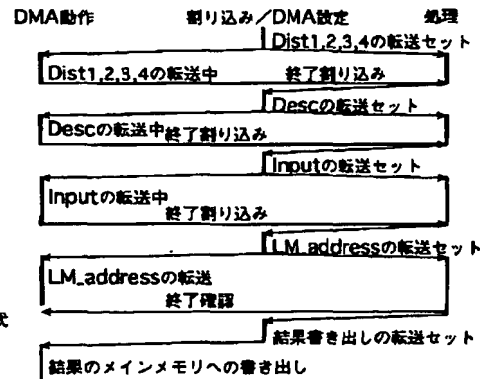 DMA動作 割り込み/DMA設定 処理
Dist1,2,3,4の転送セット
Dist1,2,3,4の転送中 終了割り込み
Descの転送セット
Descの転送中 終了割り込み
Inputの転送セット
Inputの転送中
終了割り込み
LM_addressの転送セット
LM_addressの転送
終了確認
式
結果書き出しの転送セット
結果のメインメモリへの書き出し